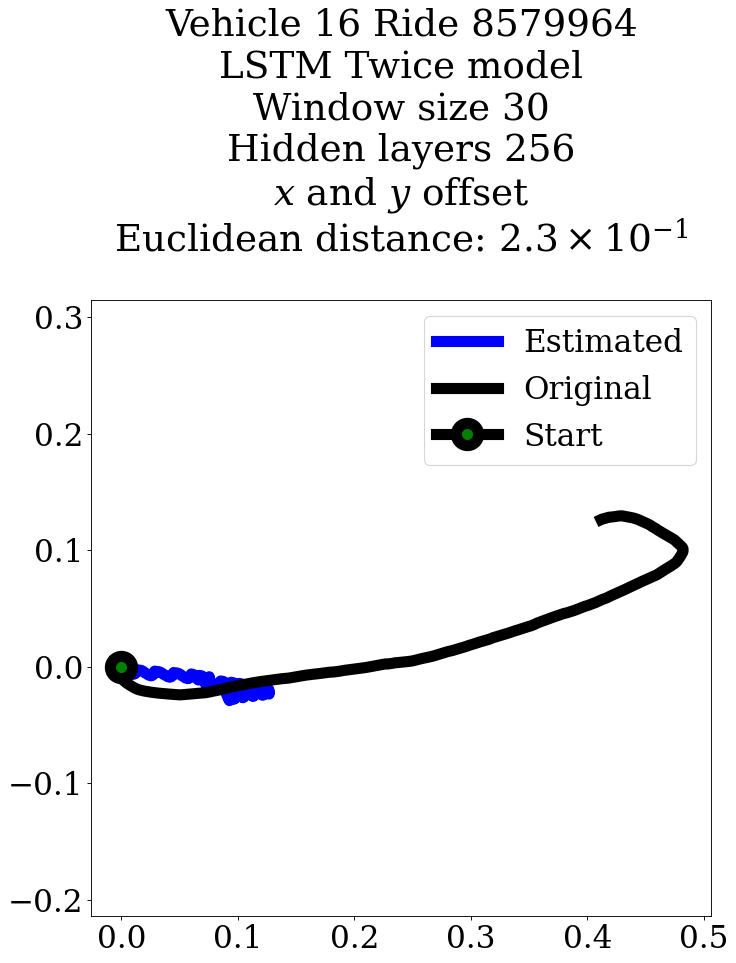 Vehicle 16 Ride 8579964
LSTM Twice model
Window size 30
Hidden layers 256
x and y offset
Euclidean distance: 2.3 × 10⁻¹
Estimated
Original
Start
0.3
0.2
0.1
0.0
−0.1
−0.2
0.0 0.1 0.2 0.3 0.4 0.5